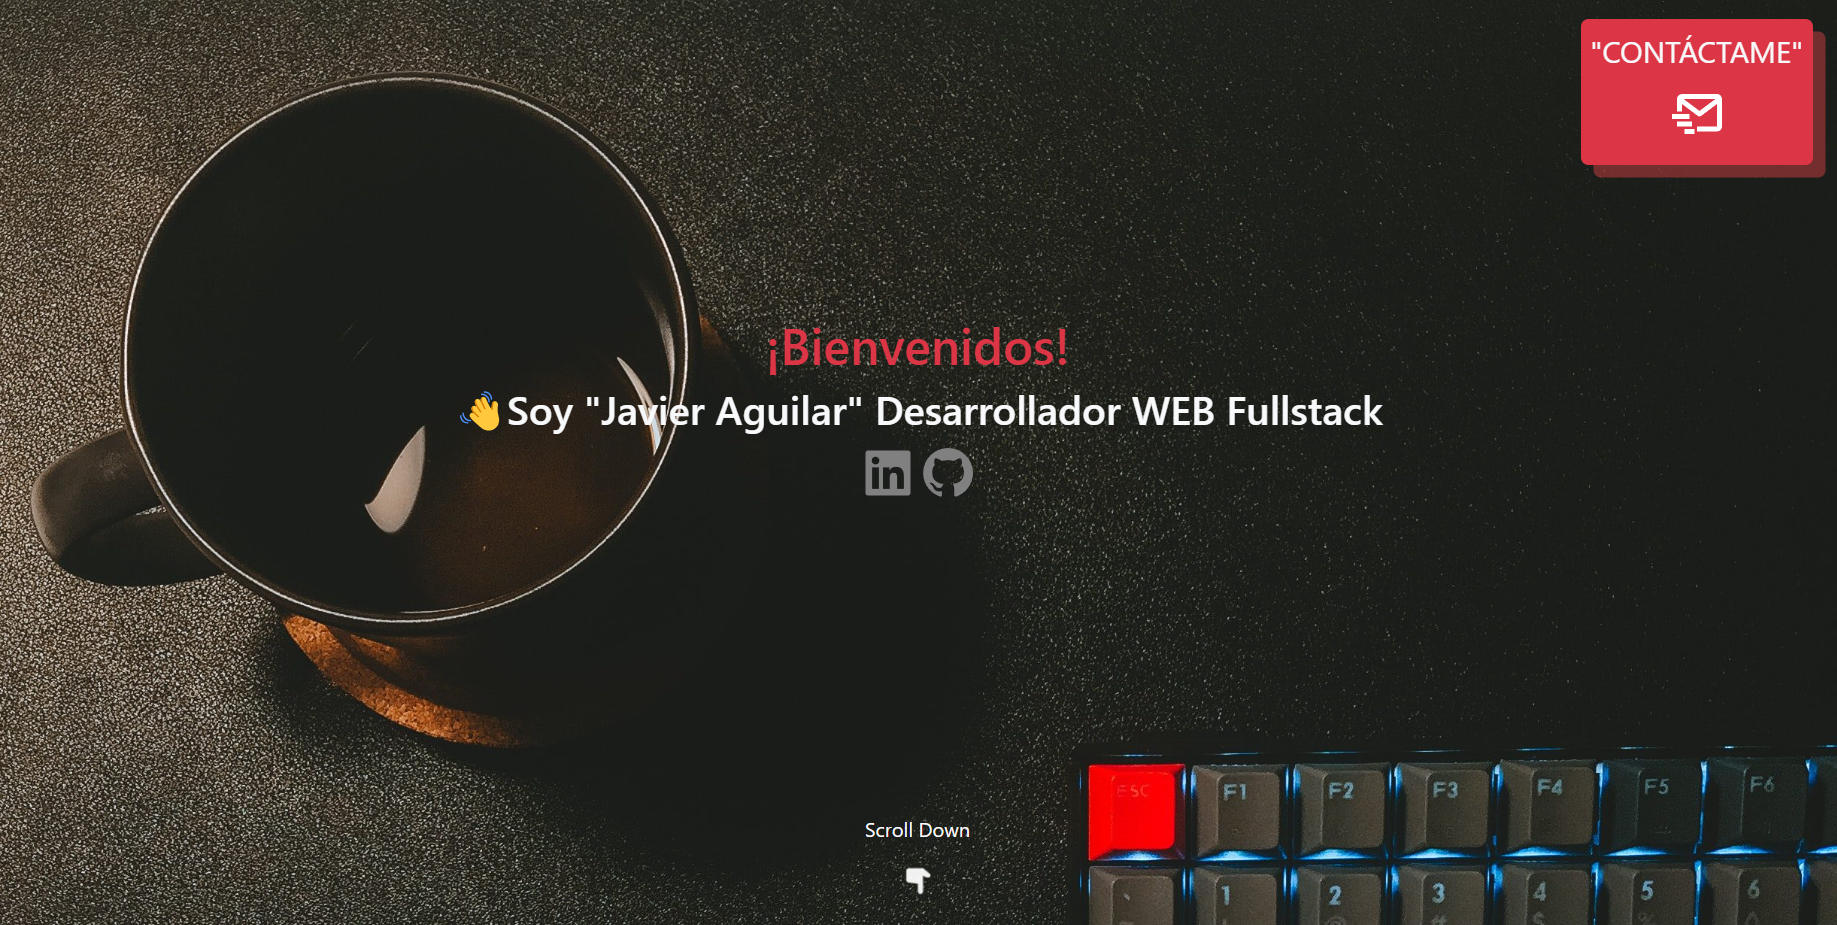 "CONTÁCTAME"
¡Bienvenidos!
👋Soy "Javier Aguilar" Desarrollador WEB Fullstack
in
Scroll Down
ESC F1 F2 F3 F4 F5 F6
` 1 2 3 4 5 6